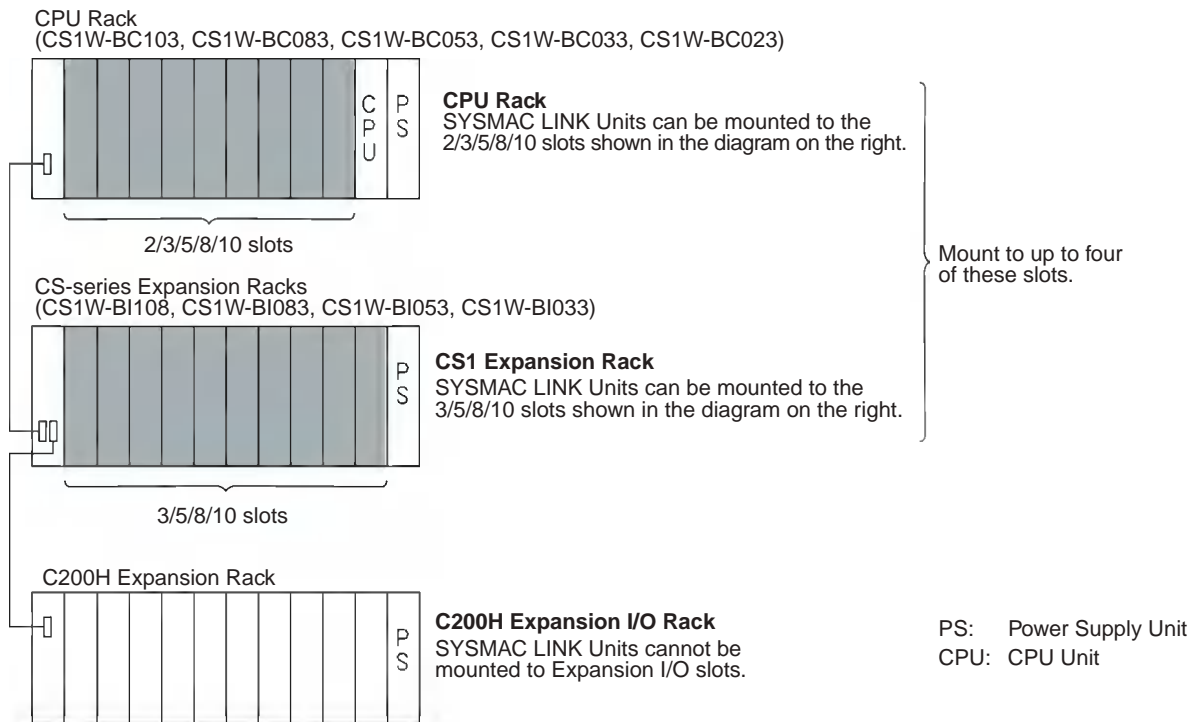 CPU Rack
(CS1W-BC103, CS1W-BC083, CS1W-BC053, CS1W-BC033, CS1W-BC023)
C
P
U
P
S
CPU Rack
SYSMAC LINK Units can be mounted to the
2/3/5/8/10 slots shown in the diagram on the right.
2/3/5/8/10 slots
Mount to up to four
of these slots.
CS-series Expansion Racks
(CS1W-BI108, CS1W-BI083, CS1W-BI053, CS1W-BI033)
P
S
CS1 Expansion Rack
SYSMAC LINK Units can be mounted to the
3/5/8/10 slots shown in the diagram on the right.
3/5/8/10 slots
C200H Expansion Rack
P
S
C200H Expansion I/O Rack
SYSMAC LINK Units cannot be
mounted to Expansion I/O slots.
PS: Power Supply Unit
CPU: CPU Unit